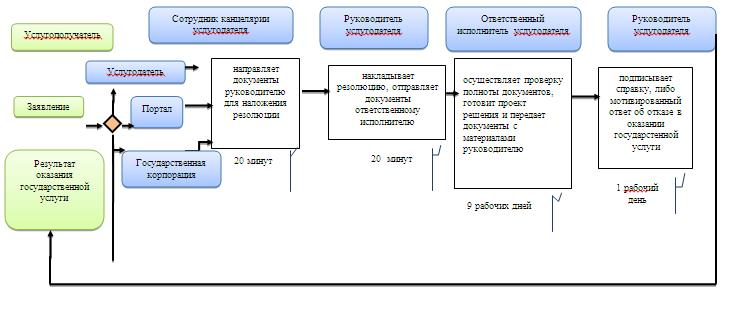 Услугополучатель
Сотрудник канцелярии
услугодателя
Руководитель
услугодателя
Ответственный
исполнитель услугодателя
Руководитель
услугодателя
Услугодатель
Заявление
Портал
Государственная
корпорация
Результат
оказания
государственной
услуги
направляет
документы
руководителю
для наложения
резолюции
20 минут
накладывает
резолюцию, отправляет
документы
ответственному
исполнителю
20 минут
осуществляет проверку
полноты документов,
готовит проект
решения и передает
документы с
материалами
руководителю
9 рабочих дней
подписывает
справку, либо
мотивированный
ответ об отказе в
оказании
государстенной
услуги
1 рабочий
день